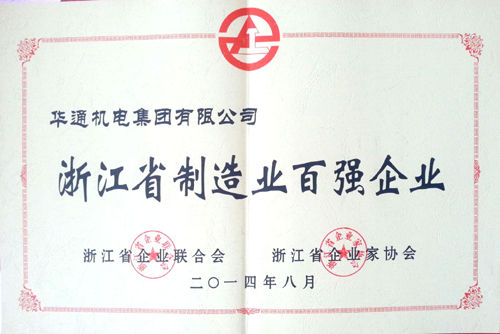 华通机电集团有限公司
浙江省制造业百强企业
浙江省企业联合会 浙江省企业家协会
二〇一四年八月